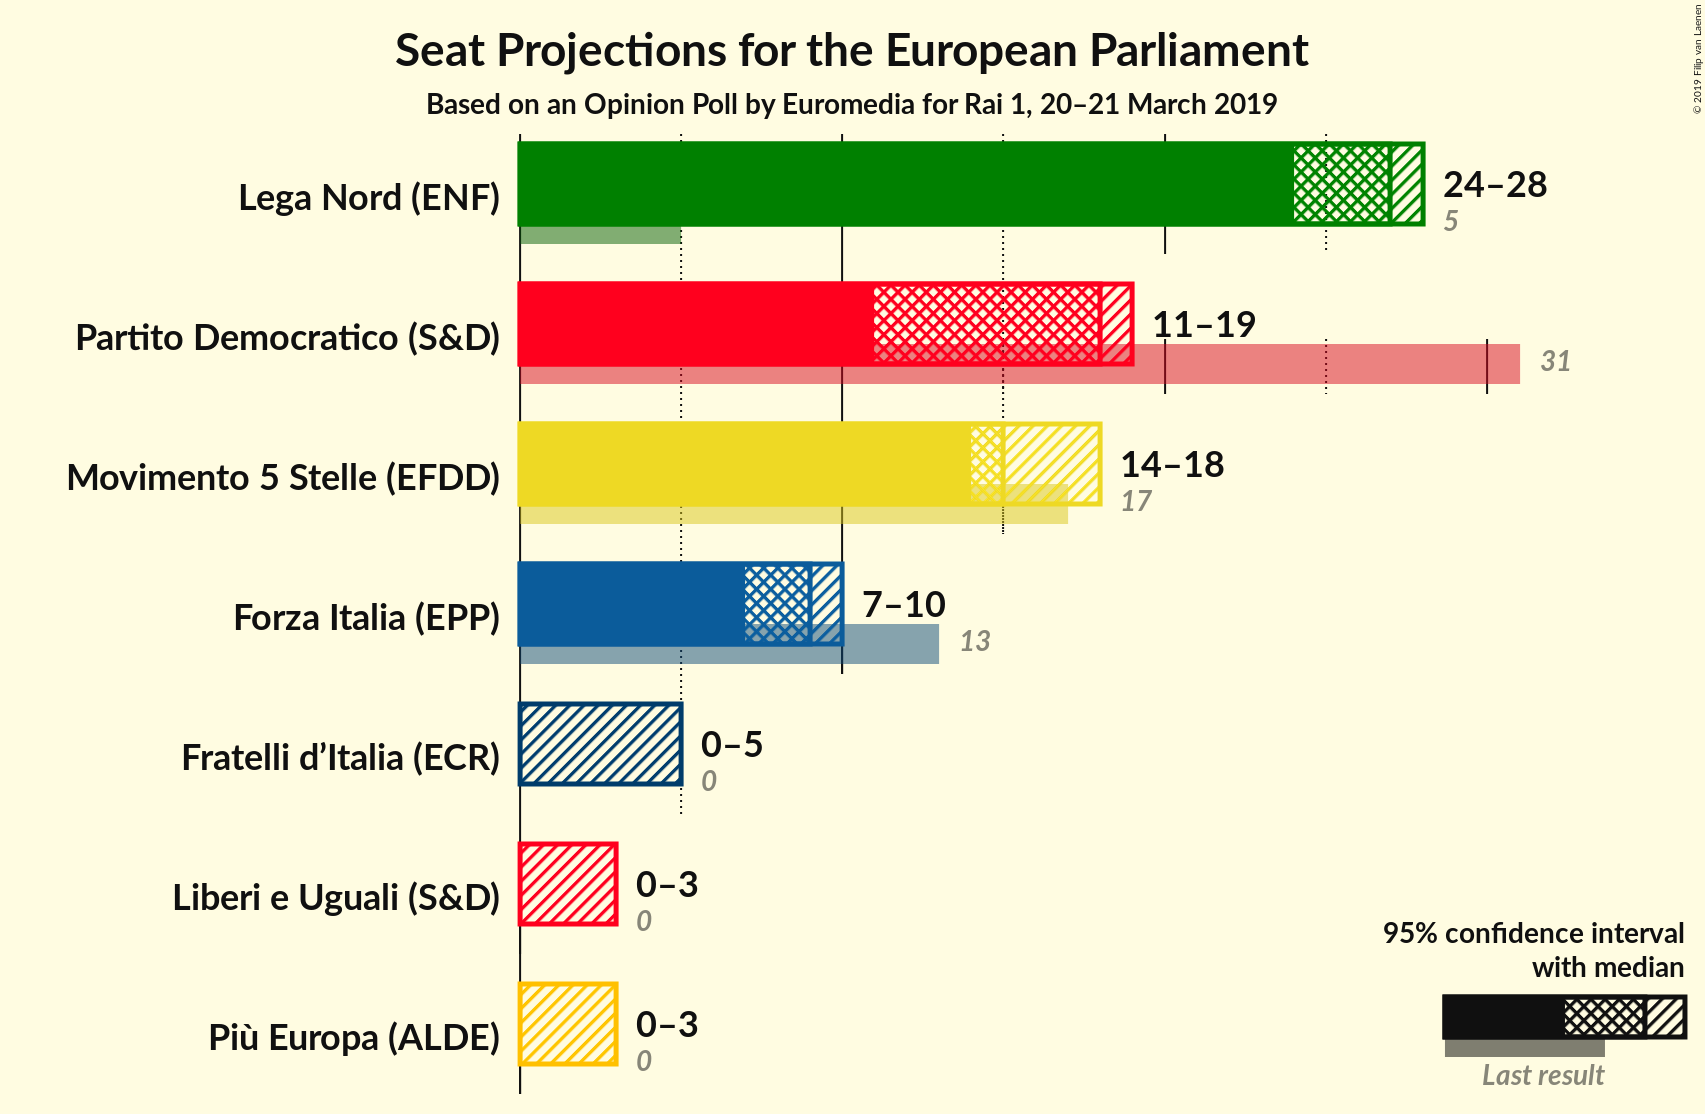 Seat Projections for the European Parliament
Based on an Opinion Poll by Euromedia for Rai 1, 20–21 March 2019
© 2019 Filip van Laenen
Lega Nord (ENF)
24–28
5
Partito Democratico (S&D)
11–19
31
Movimento 5 Stelle (EFDD)
14–18
17
Forza Italia (EPP)
7–10
13
Fratelli d’Italia (ECR)
0–5
0
Liberi e Uguali (S&D)
0–3
0
Più Europa (ALDE)
0–3
0
95% confidence interval
with median
Last result